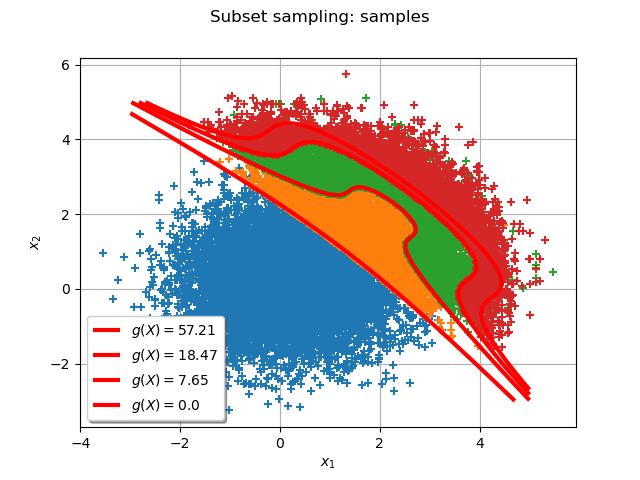 Subset sampling: samples
6
4
2
0
−2
x₂
g(X) = 57.21
g(X) = 18.47
g(X) = 7.65
g(X) = 0.0
−4
−2
0
2
4
x₁